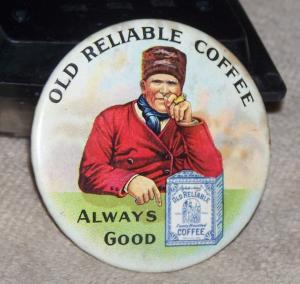 OLD RELIABLE COFFEE
ALWAYS
GOOD
OLD RELIABLE
COFFEE